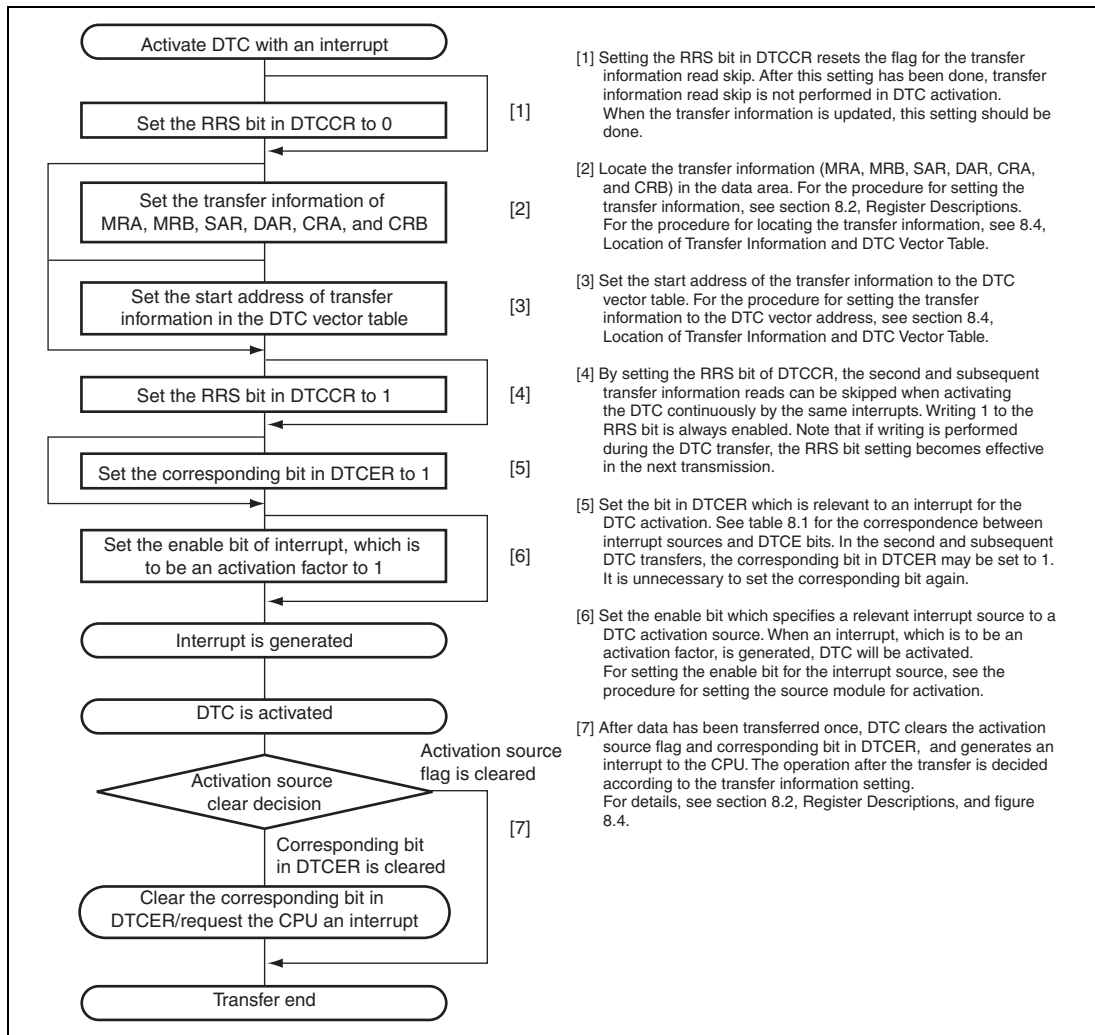 Activate DTC with an interrupt
Set the RRS bit in DTCCR to 0
[1]
Set the transfer information of
MRA, MRB, SAR, DAR, CRA, and CRB
[2]
Set the start address of transfer
information in the DTC vector table
[3]
Set the RRS bit in DTCCR to 1
[4]
Set the corresponding bit in DTCER to 1
[5]
Set the enable bit of interrupt, which is
to be an activation factor to 1
[6]
Interrupt is generated
DTC is activated
Activation source
clear decision
Activation source
flag is cleared
[7]
Corresponding bit
in DTCER is cleared
Clear the corresponding bit in
DTCER/request the CPU an interrupt
Transfer end
[1] Setting the RRS bit in DTCCR resets the flag for the transfer
information read skip. After this setting has been done, transfer
information read skip is not performed in DTC activation.
When the transfer information is updated, this setting should be
done.
[2] Locate the transfer information (MRA, MRB, SAR, DAR, CRA,
and CRB) in the data area. For the procedure for setting the
transfer information, see section 8.2, Register Descriptions.
For the procedure for locating the transfer information, see 8.4,
Location of Transfer Information and DTC Vector Table.
[3] Set the start address of the transfer information to the DTC
vector table. For the procedure for setting the transfer
information to the DTC vector address, see section 8.4,
Location of Transfer Information and DTC Vector Table.
[4] By setting the RRS bit of DTCCR, the second and subsequent
transfer information reads can be skipped when activating
the DTC continuously by the same interrupts. Writing 1 to the
RRS bit is always enabled. Note that if writing is performed
during the DTC transfer, the RRS bit setting becomes effective
in the next transmission.
[5] Set the bit in DTCER which is relevant to an interrupt for the
DTC activation. See table 8.1 for the correspondence between
interrupt sources and DTCE bits. In the second and subsequent
DTC transfers, the corresponding bit in DTCER may be set to 1.
It is unnecessary to set the corresponding bit again.
[6] Set the enable bit which specifies a relevant interrupt source to a
DTC activation source. When an interrupt, which is to be an
activation factor, is generated, DTC will be activated.
For setting the enable bit for the interrupt source, see the
procedure for setting the source module for activation.
[7] After data has been transferred once, DTC clears the activation
source flag and corresponding bit in DTCER, and generates an
interrupt to the CPU. The operation after the transfer is decided
according to the transfer information setting.
For details, see section 8.2, Register Descriptions, and figure
8.4.